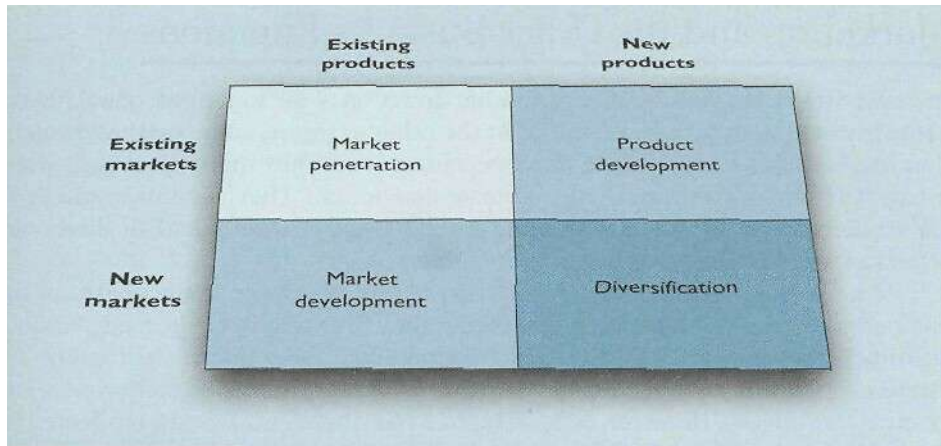 Existing
products
New
products
Existing
markets
Market
penetration
Product
development
New
markets
Market
development
Diversification